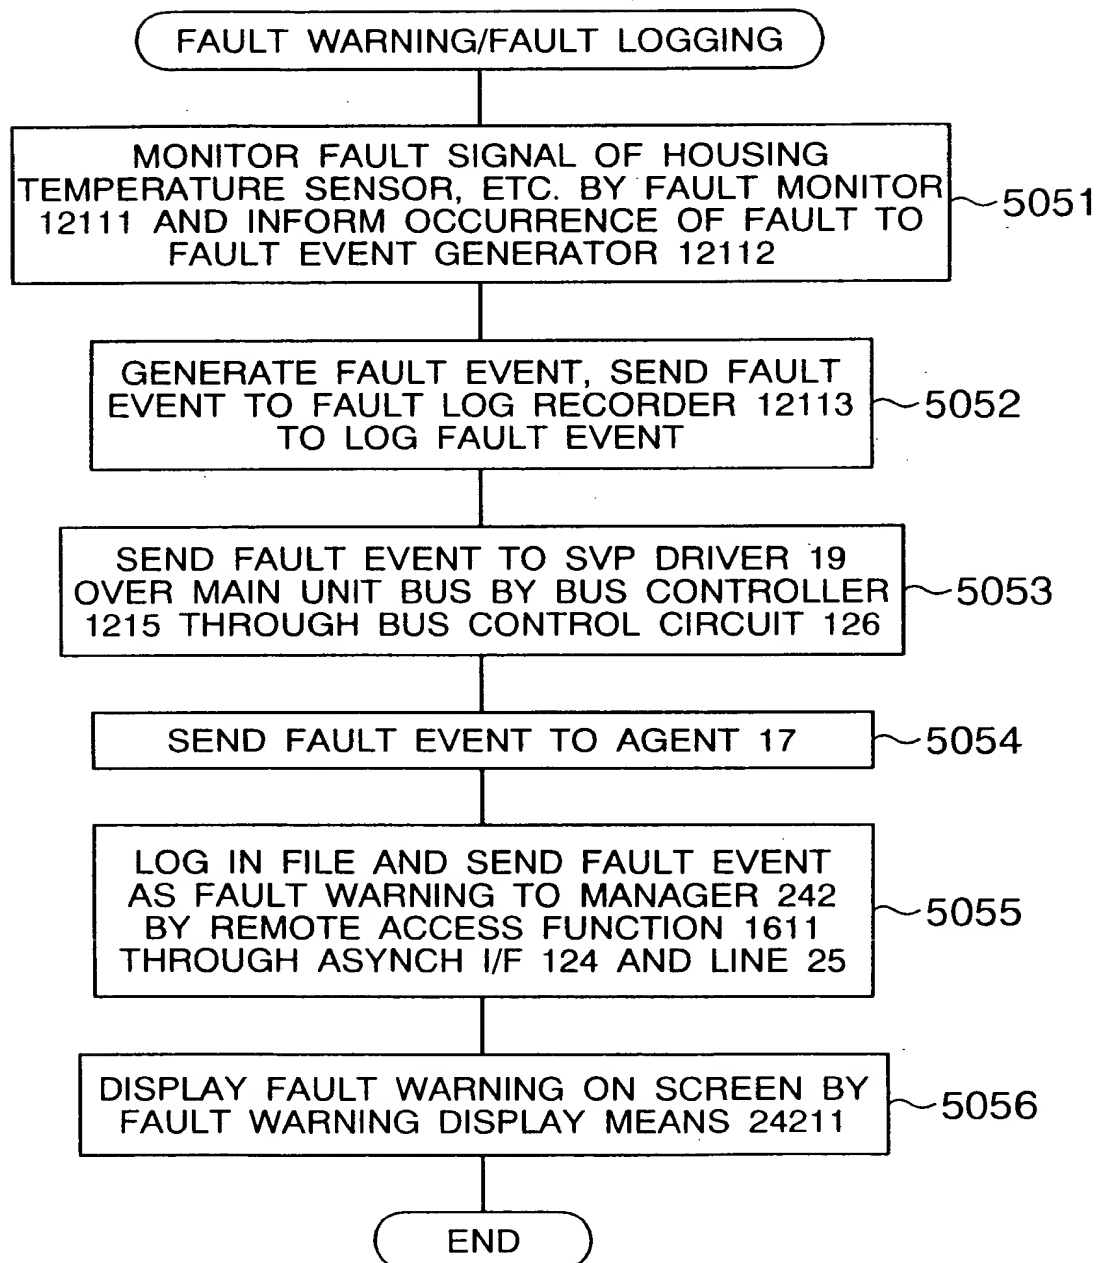 FAULT WARNING/FAULT LOGGING
MONITOR FAULT SIGNAL OF HOUSING
TEMPERATURE SENSOR, ETC. BY FAULT MONITOR
12111 AND INFORM OCCURRENCE OF FAULT TO
FAULT EVENT GENERATOR 12112
5051
GENERATE FAULT EVENT, SEND FAULT
EVENT TO FAULT LOG RECORDER 12113
TO LOG FAULT EVENT
5052
SEND FAULT EVENT TO SVP DRIVER 19
OVER MAIN UNIT BUS BY BUS CONTROLLER
1215 THROUGH BUS CONTROL CIRCUIT 126
5053
SEND FAULT EVENT TO AGENT 17
5054
LOG IN FILE AND SEND FAULT EVENT
AS FAULT WARNING TO MANAGER 242
BY REMOTE ACCESS FUNCTION 1611
THROUGH ASYNCH I/F 124 AND LINE 25
5055
DISPLAY FAULT WARNING ON SCREEN BY
FAULT WARNING DISPLAY MEANS 24211
5056
END